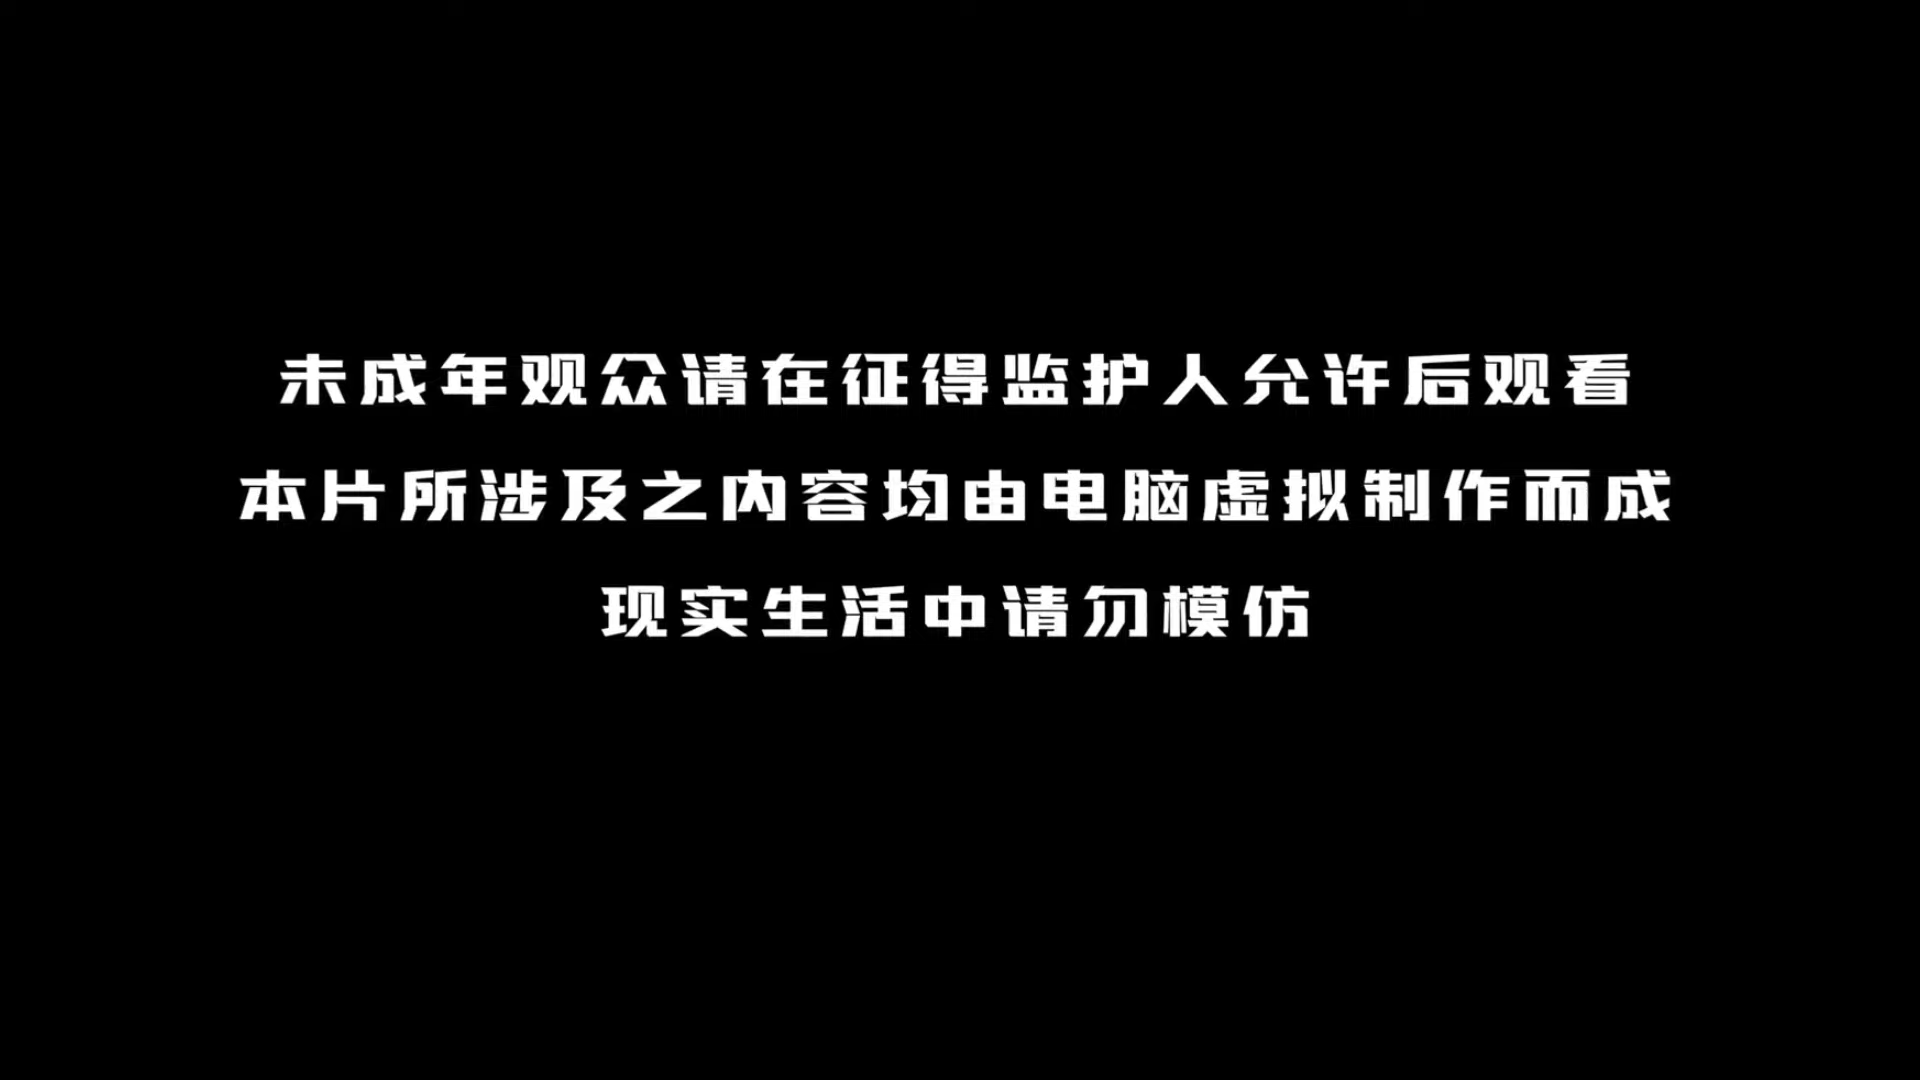 未成年观众请在征得监护人允许后观看
本片所涉及之内容均由电脑虚拟制作而成
现实生活中请勿模仿